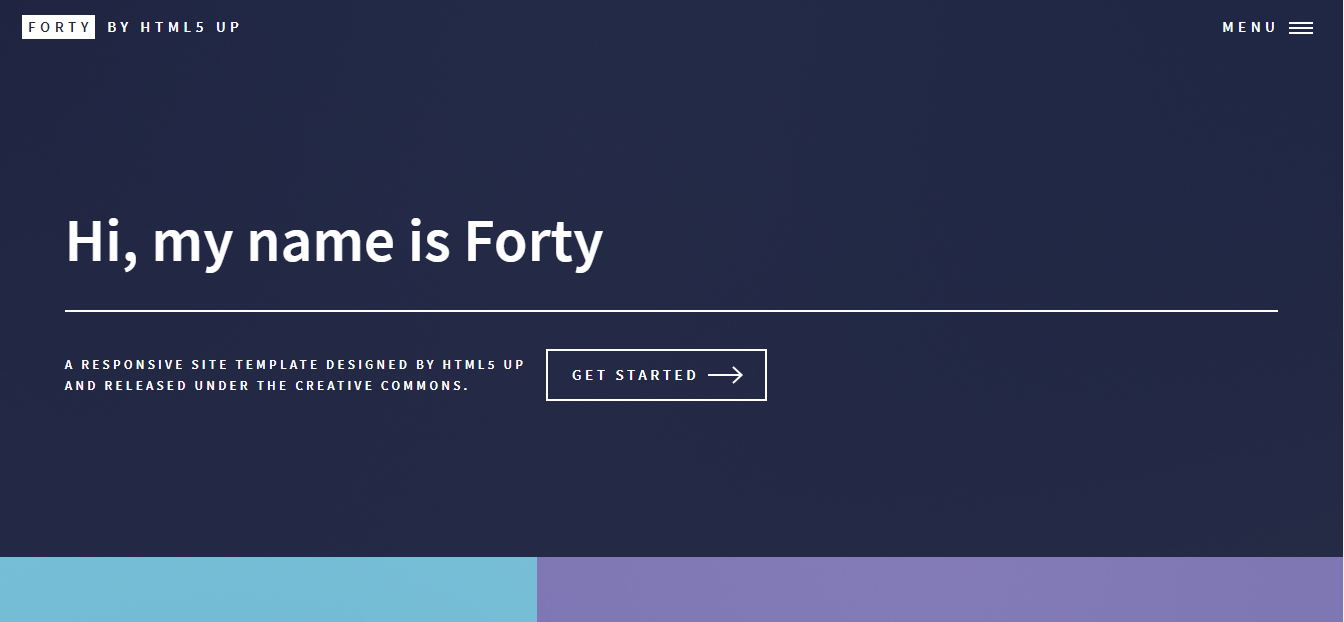 FORTY BY HTML5 UP
MENU
Hi, my name is Forty
A RESPONSIVE SITE TEMPLATE DESIGNED BY HTML5 UP
AND RELEASED UNDER THE CREATIVE COMMONS.
GET STARTED